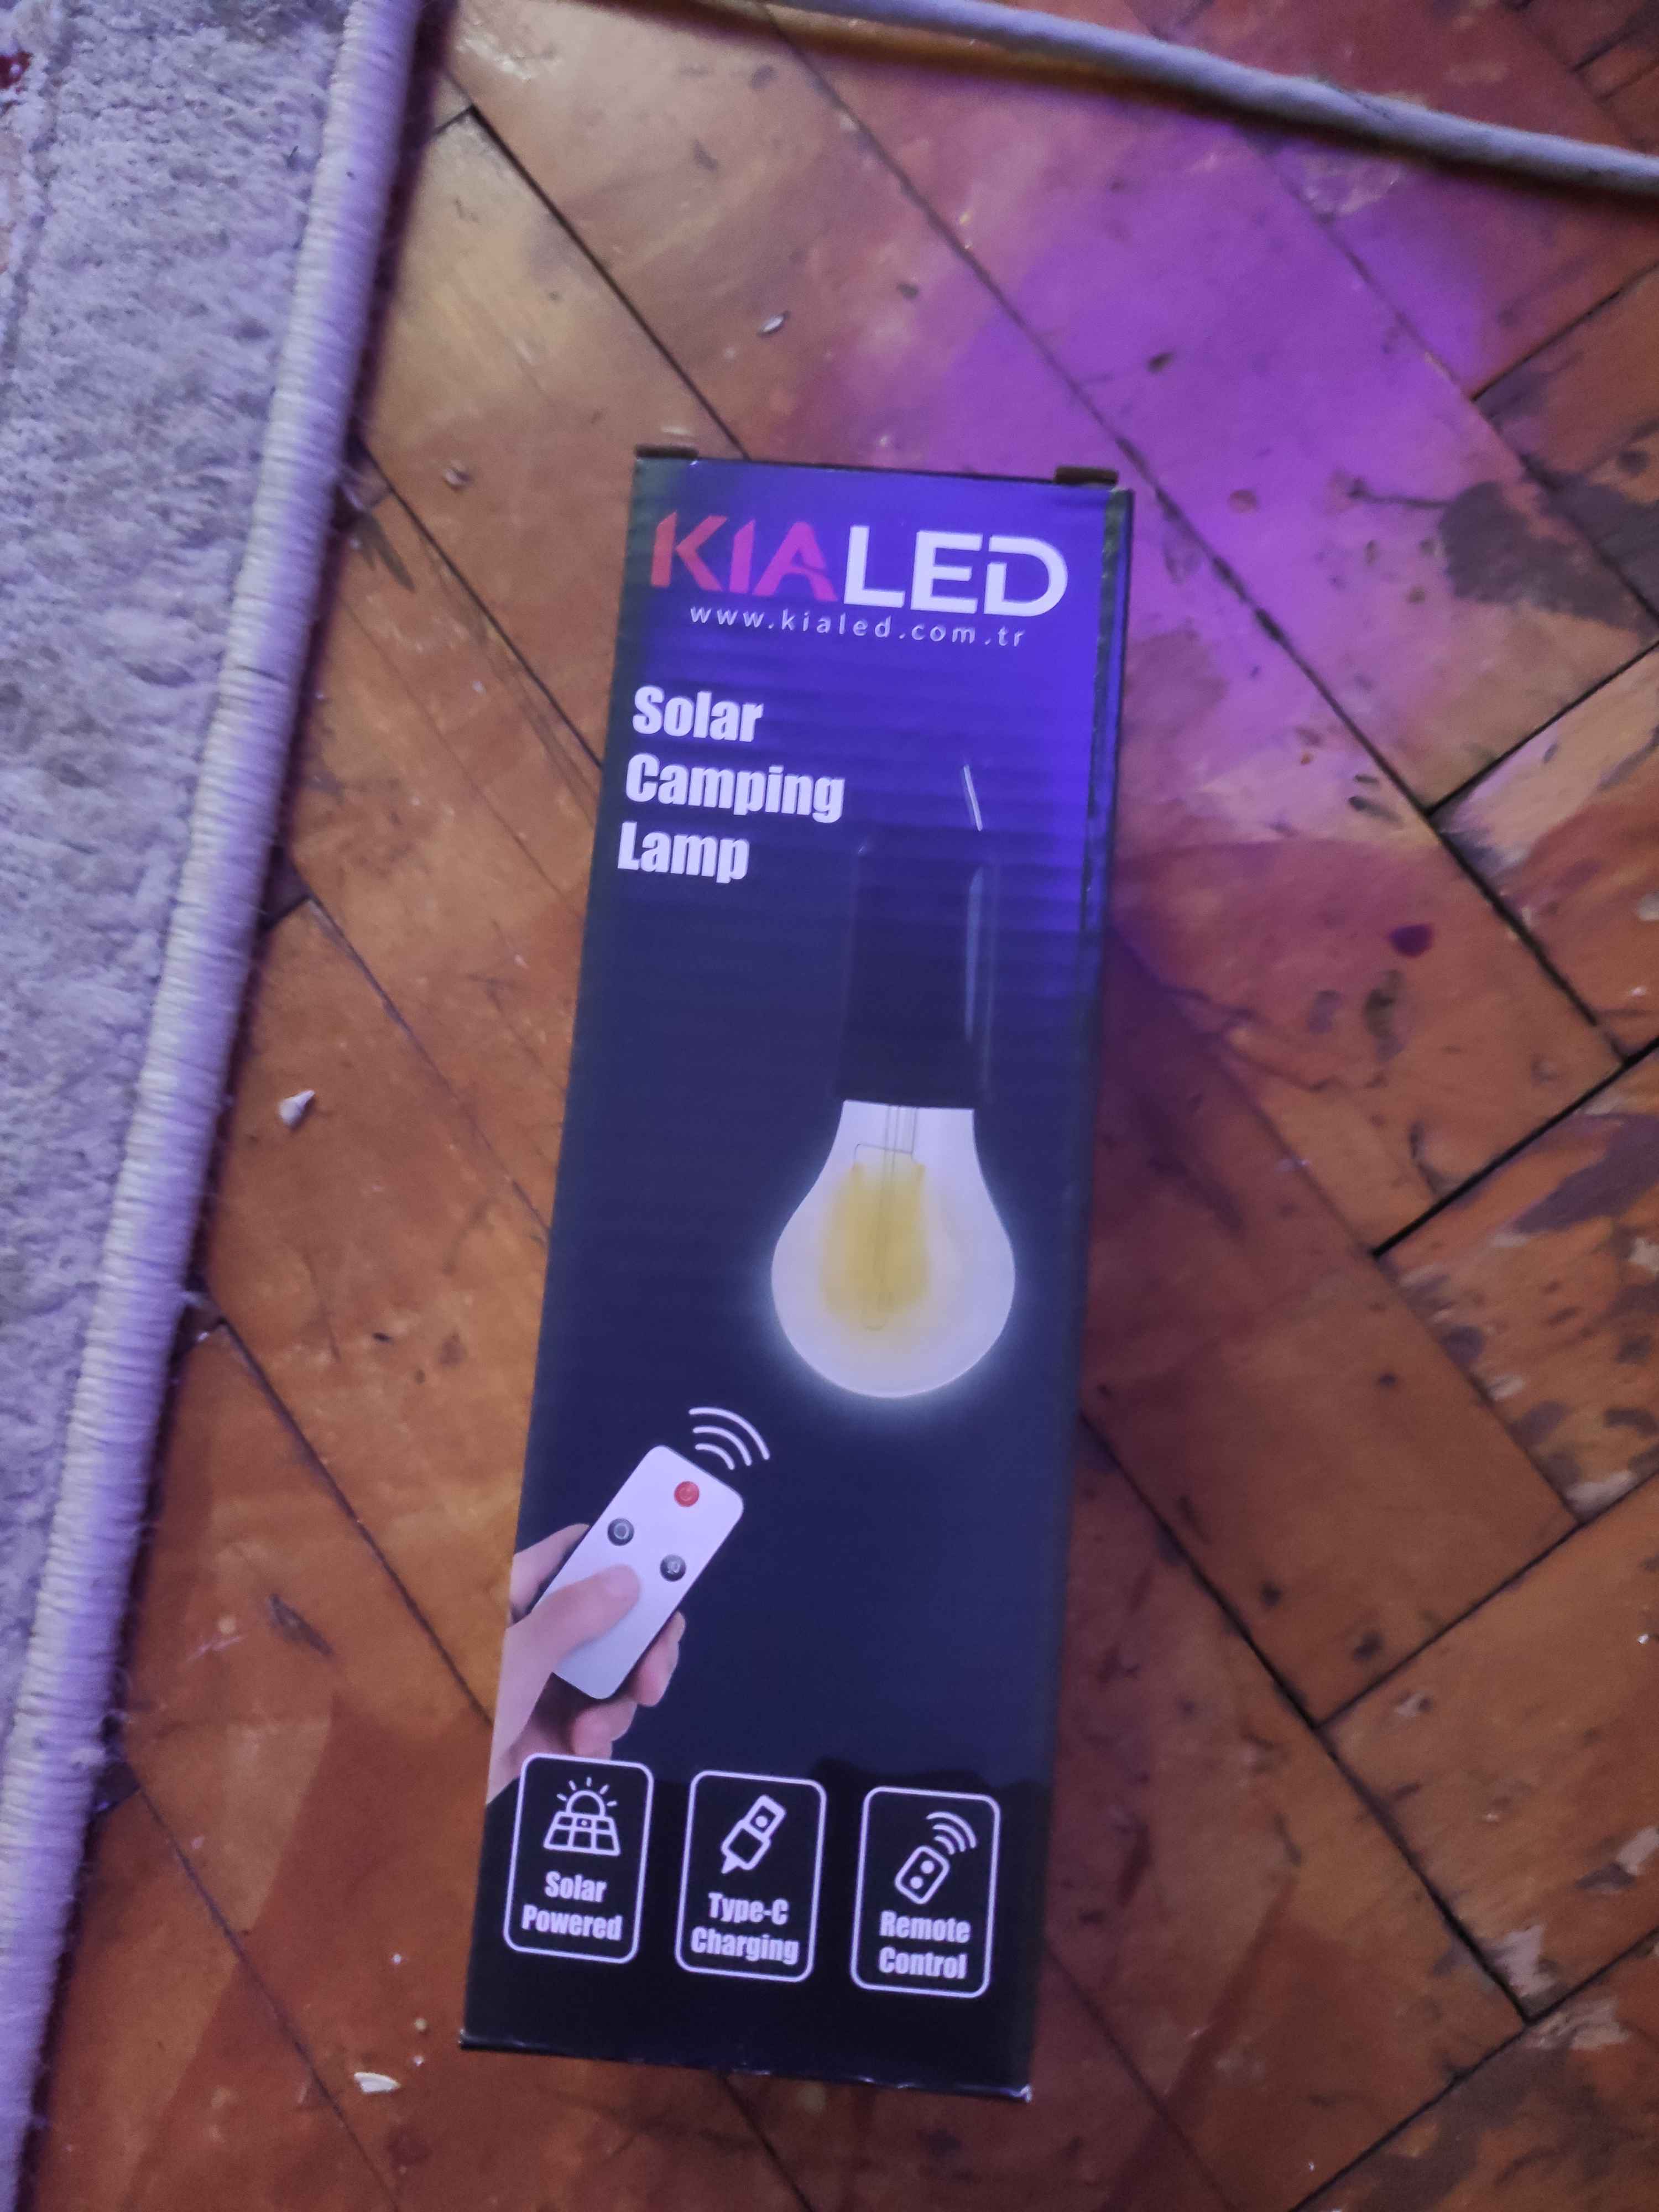 KIALED
www.kialed.com.tr
Solar
Camping
Lamp
Solar
Powered
Type-C
Charging
Remote
Control